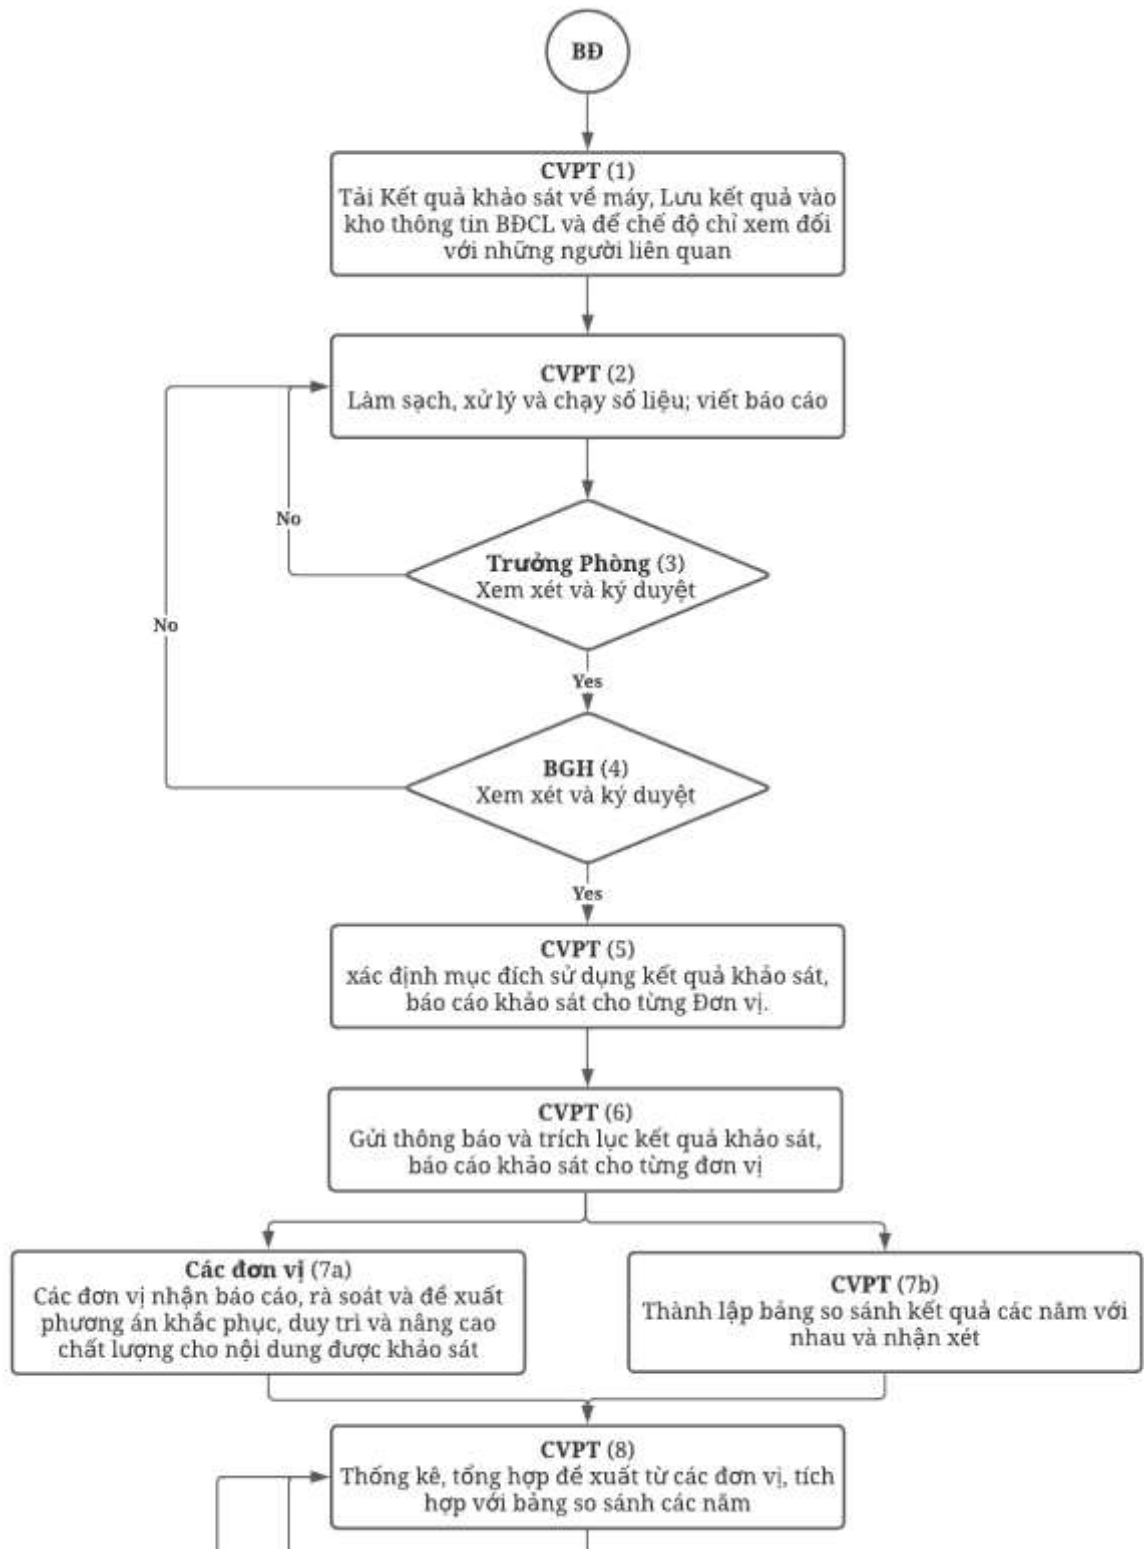 BĐ
CVPT (1)
Tải Kết quả khảo sát về máy, Lưu kết quả vào
kho thông tin BĐCL và để chế độ chỉ xem đối
với những người liên quan
CVPT (2)
Làm sạch, xử lý và chạy số liệu; viết báo cáo
No
Trưởng Phòng (3)
Xem xét và ký duyệt
No
Yes
BGH (4)
Xem xét và ký duyệt
Yes
CVPT (5)
xác định mục đích sử dụng kết quả khảo sát,
báo cáo khảo sát cho từng Đơn vị.
CVPT (6)
Gửi thông báo và trích lục kết quả khảo sát,
báo cáo khảo sát cho từng đơn vị
Các đơn vị (7a)
Các đơn vị nhận báo cáo, rà soát và đề xuất
phương án khắc phục, duy trì và nâng cao
chất lượng cho nội dung được khảo sát
CVPT (7b)
Thành lập bảng so sánh kết quả các năm với
nhau và nhận xét
CVPT (8)
Thống kê, tổng hợp đề xuất từ các đơn vị, tích
hợp với bảng so sánh các năm